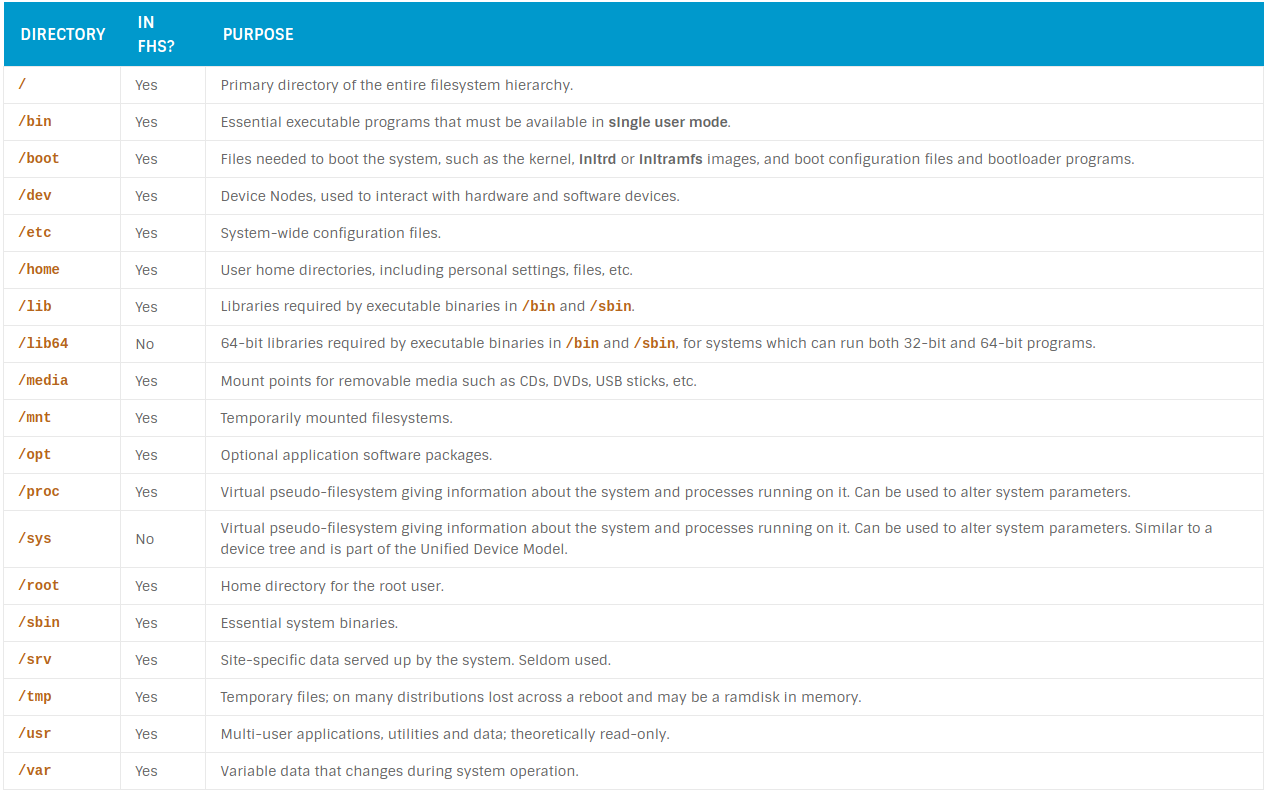 DIRECTORY IN FHS? PURPOSE
/ Yes Primary directory of the entire filesystem hierarchy.
/bin Yes Essential executable programs that must be available in single user mode.
/boot Yes Files needed to boot the system, such as the kernel, initrd or initramfs images, and boot configuration files and bootloader programs.
/dev Yes Device Nodes, used to interact with hardware and software devices.
/etc Yes System-wide configuration files.
/home Yes User home directories, including personal settings, files, etc.
/lib Yes Libraries required by executable binaries in /bin and /sbin.
/lib64 No 64-bit libraries required by executable binaries in /bin and /sbin, for systems which can run both 32-bit and 64-bit programs.
/media Yes Mount points for removable media such as CDs, DVDs, USB sticks, etc.
/mnt Yes Temporarily mounted filesystems.
/opt Yes Optional application software packages.
/proc Yes Virtual pseudo-filesystem giving information about the system and processes running on it. Can be used to alter system parameters.
/sys No Virtual pseudo-filesystem giving information about the system and processes running on it. Can be used to alter system parameters. Similar to a
device tree and is part of the Unified Device Model.
/root Yes Home directory for the root user.
/sbin Yes Essential system binaries.
/srv Yes Site-specific data served up by the system. Seldom used.
/tmp Yes Temporary files; on many distributions lost across a reboot and may be a ramdisk in memory.
/usr Yes Multi-user applications, utilities and data; theoretically read-only.
/var Yes Variable data that changes during system operation.